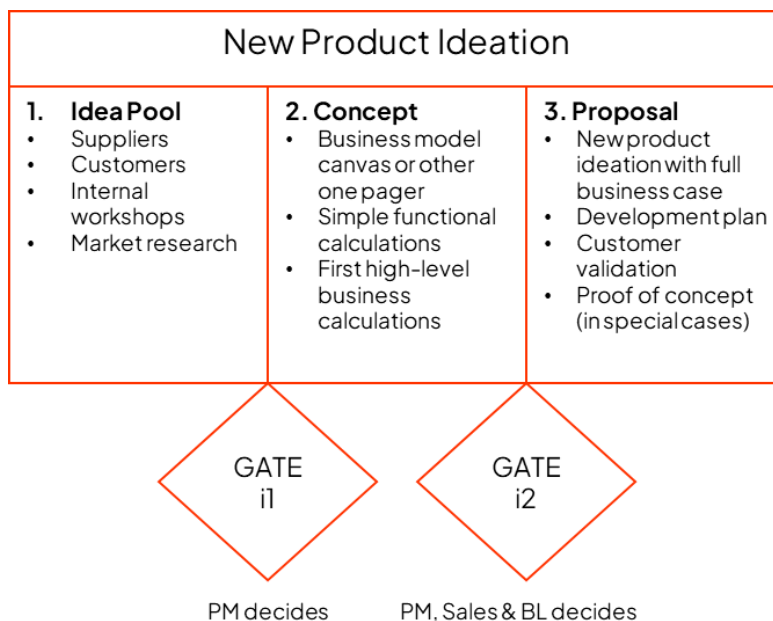 New Product Ideation
1. Idea Pool
• Suppliers
• Customers
• Internal
workshops
• Market research
2. Concept
• Business model
canvas or other
one pager
• Simple functional
calculations
• First high-level
business
calculations
3. Proposal
• New product
ideation with full
business case
• Development plan
• Customer
validation
• Proof of concept
(in special cases)
GATE
i1
GATE
i2
PM decides
PM, Sales & BL decides